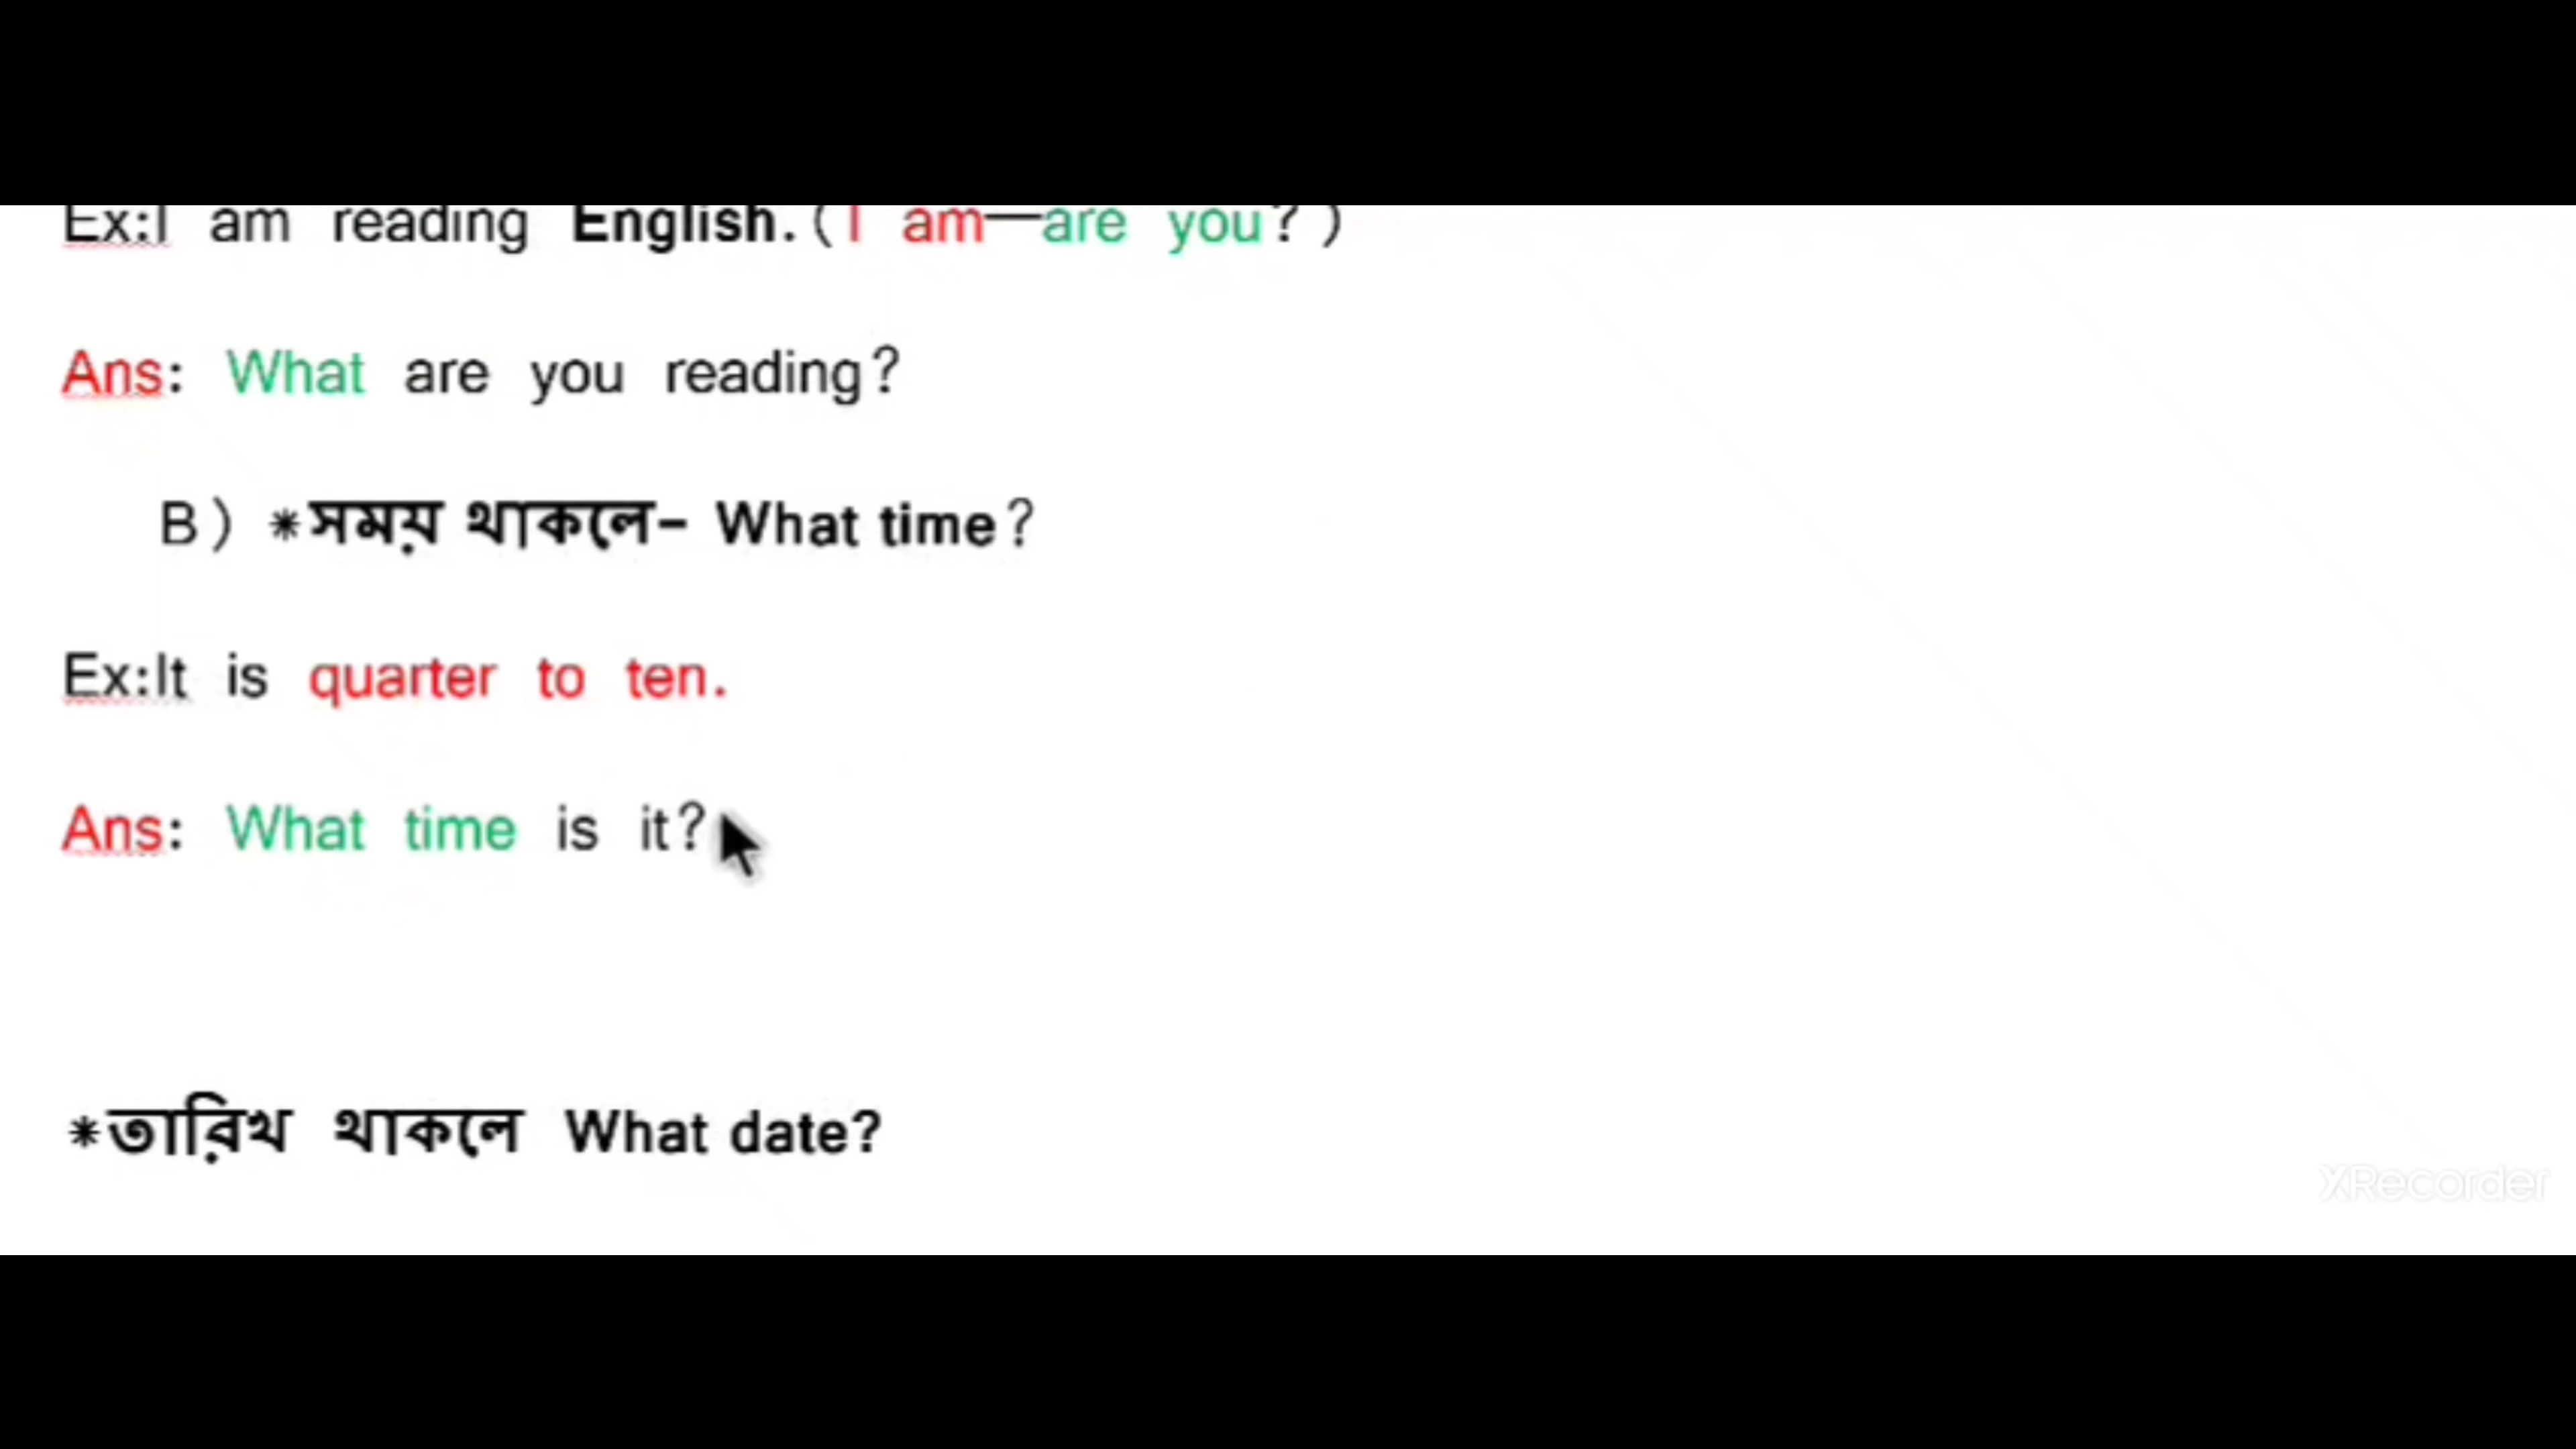 Ex:I am reading English.(I am—are you?)
Ans: What are you reading?
B) *সময় থাকলে- What time?
Ex:It is quarter to ten.
Ans: What time is it?
*তারিখ থাকলে What date?
XRecorder